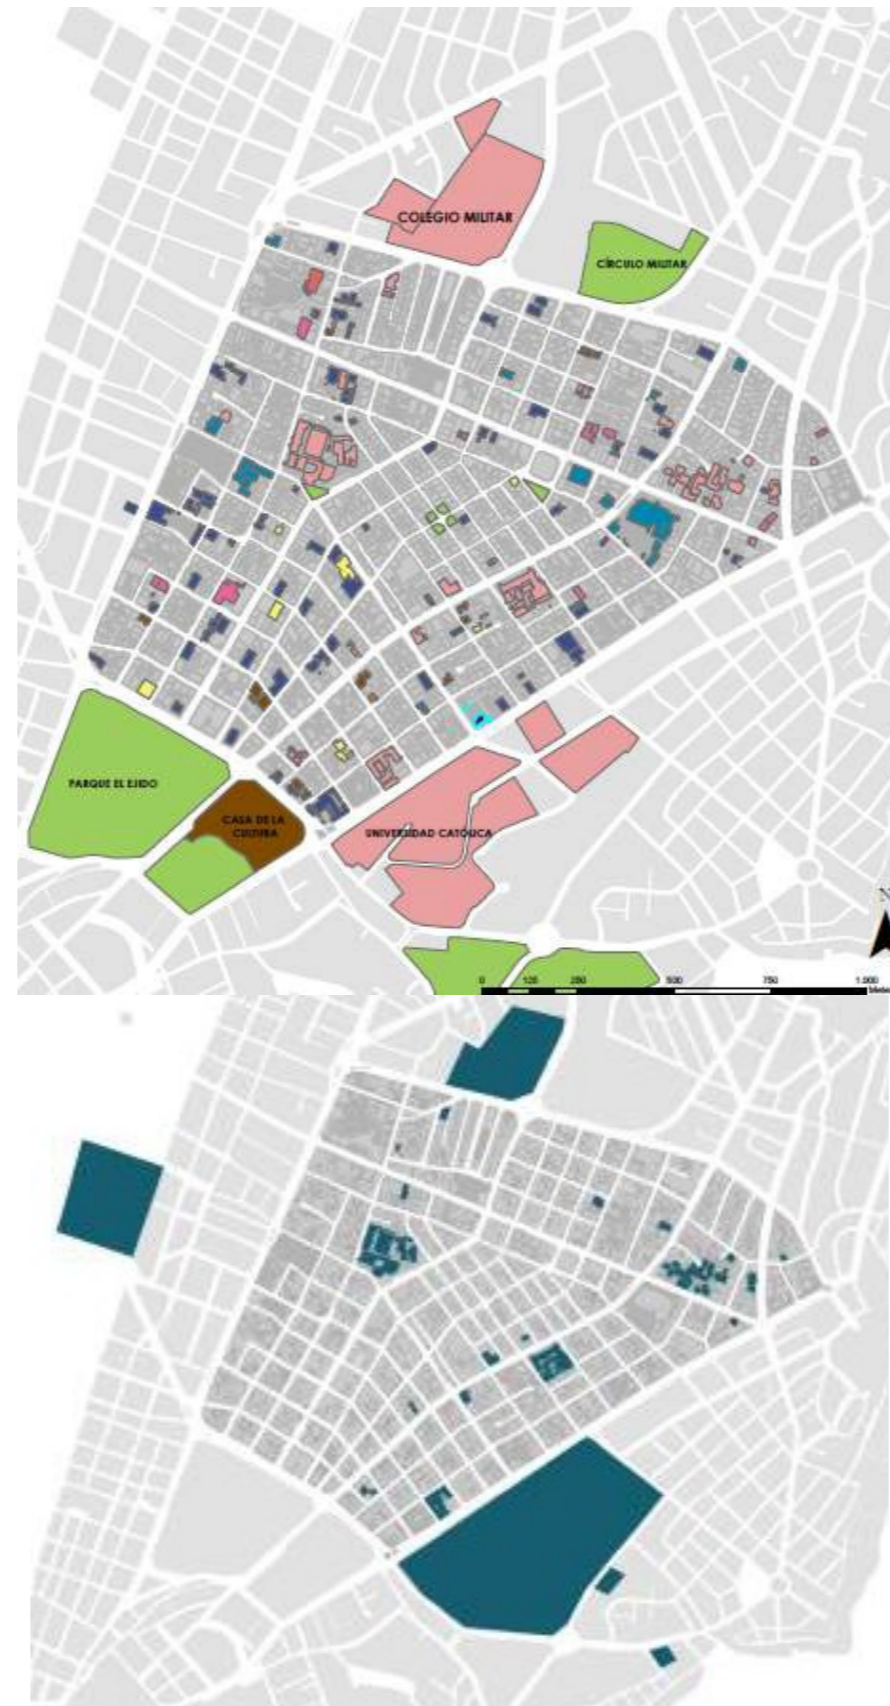 COLEGIO MILITAR
CÍRCULO MILITAR
PARQUE EL EJIDO
CASA DE LA
CULTURA
UNIVERSIDAD CATÓLICA
N
0 125 250 500 750 1.000